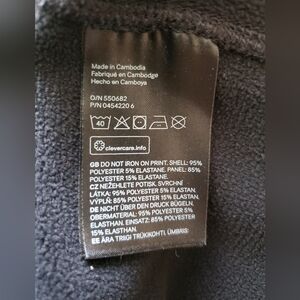 Made in Cambodia
Fabriqué en Cambodge
Hecho en Camboya
O/N 550682
P/N 0454220 6
40
clevercare.info
GB DO NOT IRON ON PRINT. SHELL: 95%
POLYESTER 5% ELASTANE. PANEL: 85%
POLYESTER 15% ELASTANE.
CZ NEŽEHLETE POTISK. SVRCHNÍ
LÁTKA: 95% POLYESTER 5% ELASTAN.
VÝPLŇ: 85% POLYESTER 15% ELASTAN.
DE NICHT ÜBER DEN DRUCK BÜGELN.
OBERMATERIAL: 95% POLYESTER 5%
ELASTHAN. EINSATZ: 85% POLYESTER
15% ELASTHAN.
EE ÄRA TRIIGI TRÜKIKOHTI. ÜMBRIS: